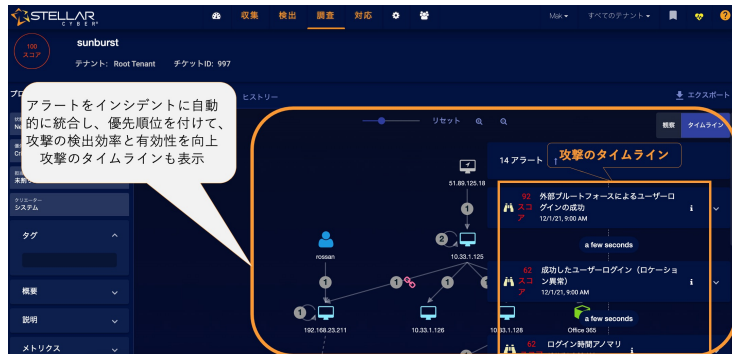 STELLAR
CYBER
収集 検出 調査 対応
Mak すべてのテナント
100
スコア
sunburst
テナント: Root Tenant チケットID: 997
ヒストリー
エクスポート
アラートをインシデントに自動
的に統合し、優先順位を付けて、
攻撃の検出効率と有効性を向上
攻撃のタイムラインも表示
クリエーター
システム
タグ
概要
説明
メトリクス
リセット
観察 タイムライン
14 アラート
攻撃のタイムライン
51.89.125.18
1
2
rossan
10.33.1.125
1 1 1
1
192.168.23.211
10.33.1.126
10.33.1.128
Office 365
92
スコ
ア
外部ブルートフォースによるユーザーロ
グインの成功
12/1/21, 9:00 AM
a few seconds
62
スコ
ア
成功したユーザーログイン（ロケーショ
ン異常）
12/1/21, 9:00 AM
a few seconds
62
ログイン時間アノマリ